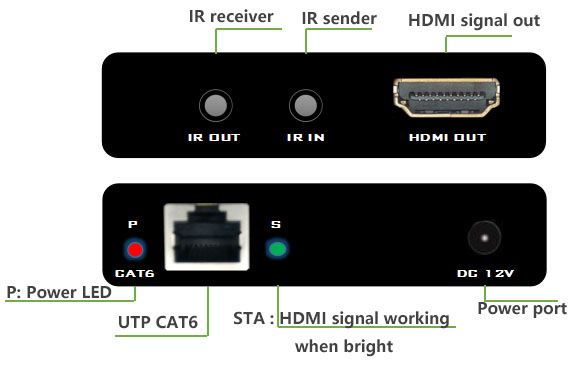 IR receiver
IR sender
HDMI signal out
IR OUT
IR IN
HDMI OUT
P
S
CAT6
DC 12V
P: Power LED
UTP CAT6
STA : HDMI signal working
when bright
Power port